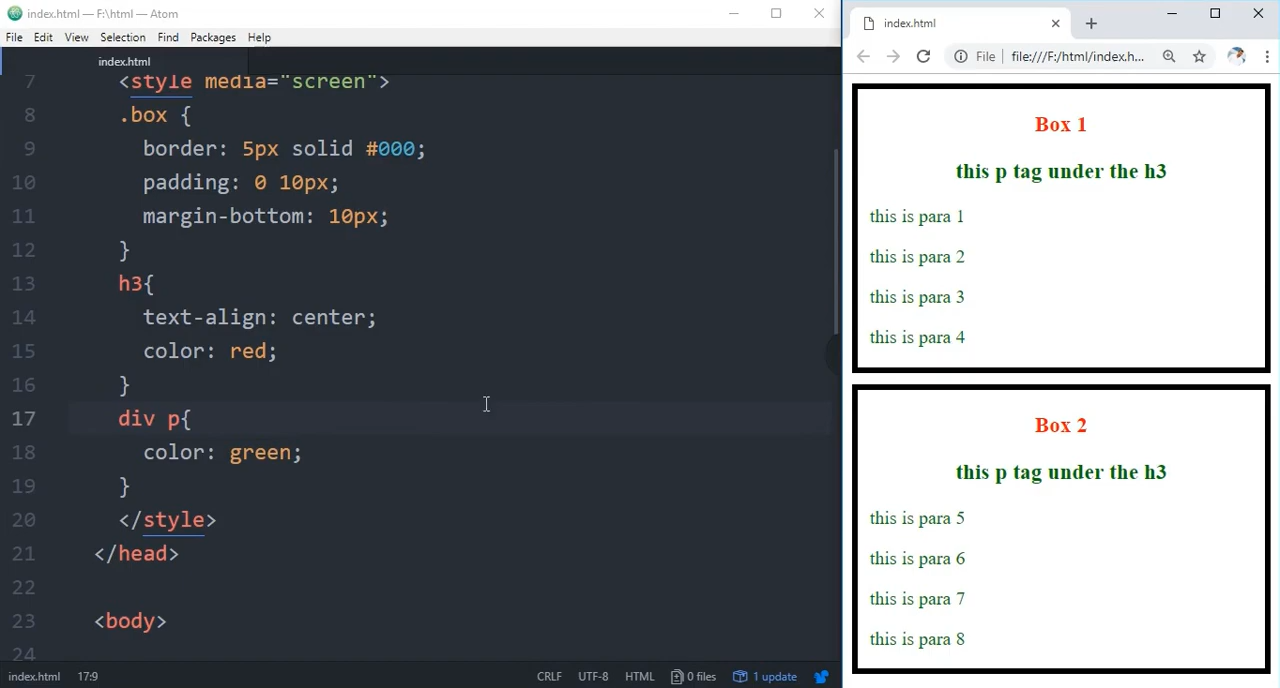 index.html — F:\html — Atom
File Edit View Selection Find Packages Help
index.html
7 <style media="screen">
8 .box {
9 border: 5px solid #000;
10 padding: 0 10px;
11 margin-bottom: 10px;
12 }
13 h3{
14 text-align: center;
15 color: red;
16 }
17 div p{
18 color: green;
19 }
20 </style>
21 </head>
22
23 <body>
24
index.html 17:9 CRLF UTF-8 HTML 0 files 1 update
index.html
File file:///F:/html/index.h...
Box 1
this p tag under the h3
this is para 1
this is para 2
this is para 3
this is para 4
Box 2
this p tag under the h3
this is para 5
this is para 6
this is para 7
this is para 8